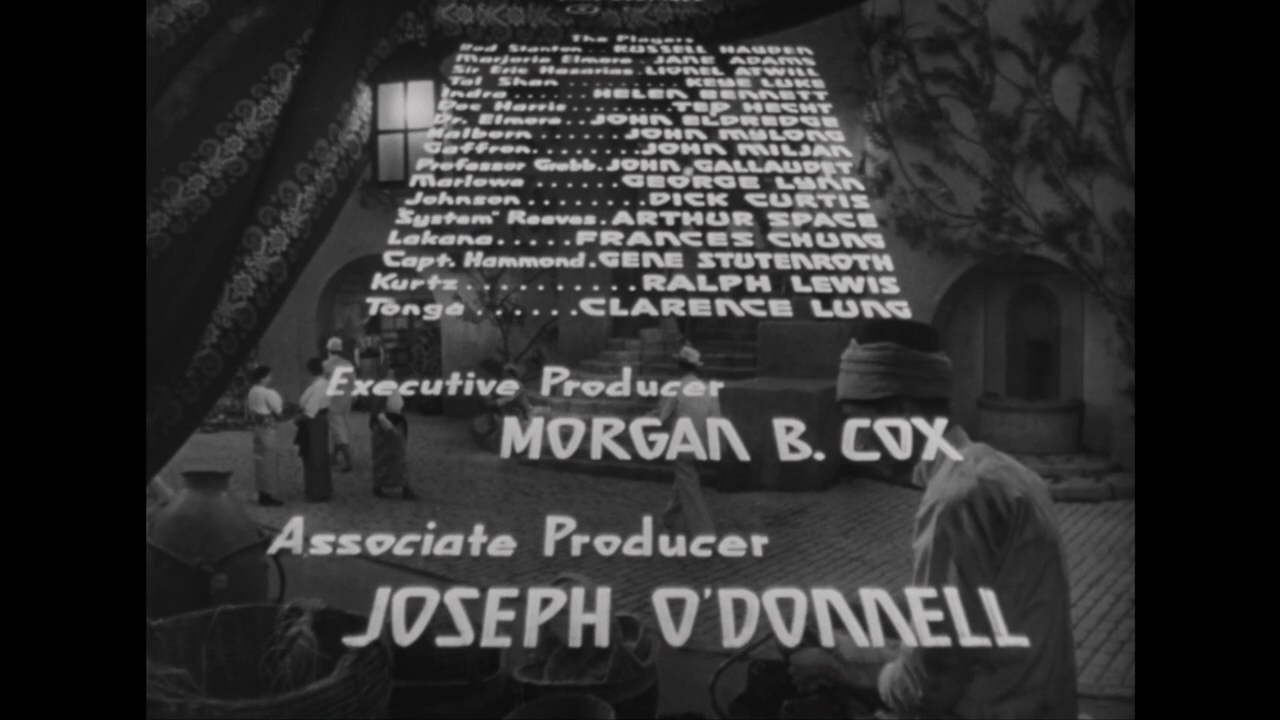 The Players
Rod Stanton.. RUSSELL HAYDEN
Marjorie Elmore..JANE ADAMS
Sir Eric Hazarias.LIONEL ATWILL
Tal Shan ........ KEYE LUKE
Indra...... HELEN BENNETT
Doc Harris....... TED HECHT
Dr. Elmore..JOHN ELDREDGE
Malborn ..... JOHN MYLONG
Gaffron........JOHN MILJAN
Professor Grebb.JOHN GALLAUDET
Marlowe ......GEORGE LYNN
Johnson ........DICK CURTIS
"System" Reeves.ARTHUR SPACE
Lakana.....FRANCES CHUNG
Capt. Hammond.GENE STUTENROTH
Kurtz...........RALPH LEWIS
Tonga ......CLARENCE LUNG
Executive Producer
MORGAN B. COX
Associate Producer
JOSEPH O'DONNELL